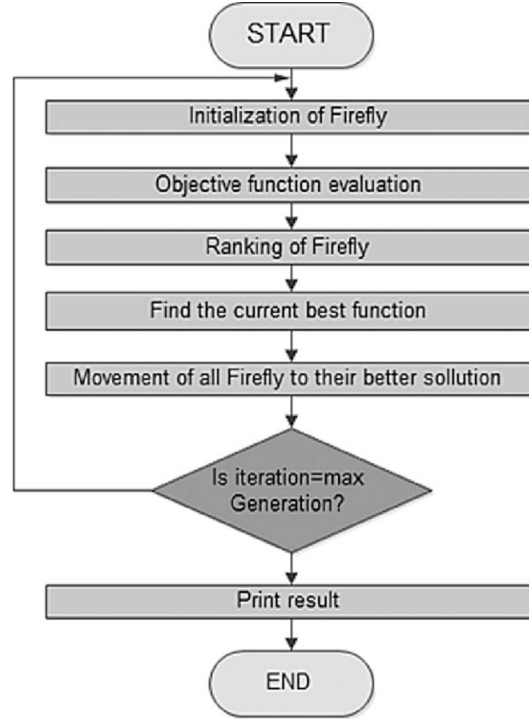 START
Initialization of Firefly
Objective function evaluation
Ranking of Firefly
Find the current best function
Movement of all Firefly to their better sollution
Is iteration=max
Generation?
Print result
END